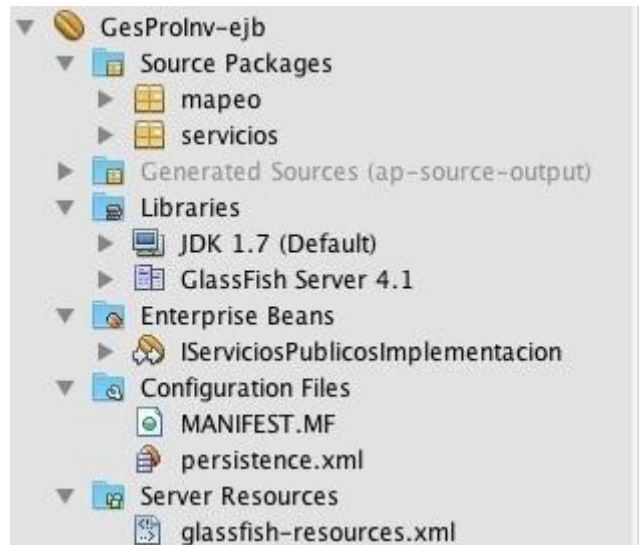 GesProInv-ejb
Source Packages
mapeo
servicios
Generated Sources (ap-source-output)
Libraries
JDK 1.7 (Default)
GlassFish Server 4.1
Enterprise Beans
IServiciosPublicosImplementacion
Configuration Files
MANIFEST.MF
persistence.xml
Server Resources
glassfish-resources.xml